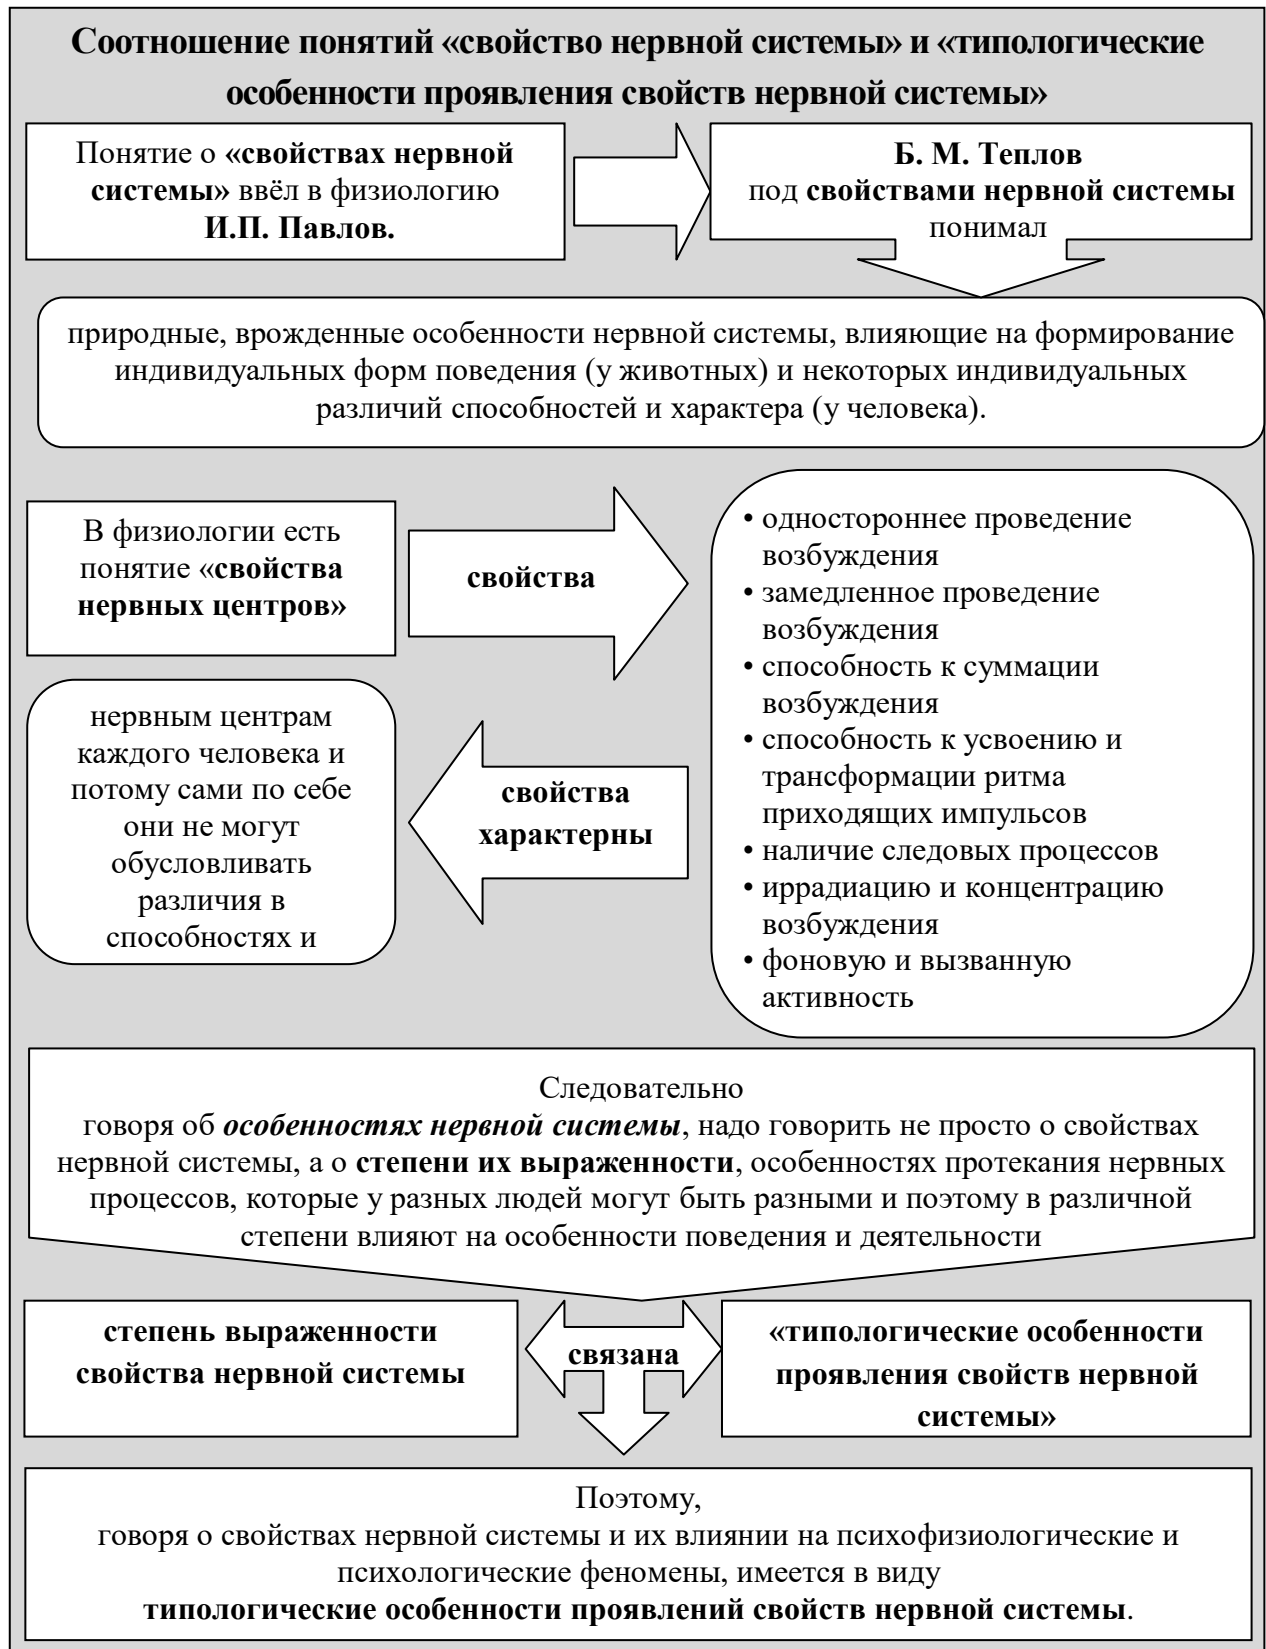 Соотношение понятий «свойство нервной системы» и «типологические
особенности проявления свойств нервной системы»
Понятие о «свойствах нервной
системы» ввёл в физиологию
И.П. Павлов.
Б. М. Теплов
под свойствами нервной системы
понимал
природные, врожденные особенности нервной системы, влияющие на формирование
индивидуальных форм поведения (у животных) и некоторых индивидуальных
различий способностей и характера (у человека).
В физиологии есть
понятие «свойства
нервных центров»
свойства
• одностороннее проведение
возбуждения
• замедленное проведение
возбуждения
• способность к суммации
возбуждения
• способность к усвоению и
трансформации ритма
приходящих импульсов
• наличие следовых процессов
• иррадиацию и концентрацию
возбуждения
• фоновую и вызванную
активность
свойства
характерны
нервным центрам
каждого человека и
потому сами по себе
они не могут
обусловливать
различия в
способностях и
Следовательно
говоря об особенностях нервной системы, надо говорить не просто о свойствах
нервной системы, а о степени их выраженности, особенностях протекания нервных
процессов, которые у разных людей могут быть разными и поэтому в различной
степени влияют на особенности поведения и деятельности
степень выраженности
свойства нервной системы
связана
«типологические особенности
проявления свойств нервной
системы»
Поэтому,
говоря о свойствах нервной системы и их влиянии на психофизиологические и
психологические феномены, имеется в виду
типологические особенности проявлений свойств нервной системы.